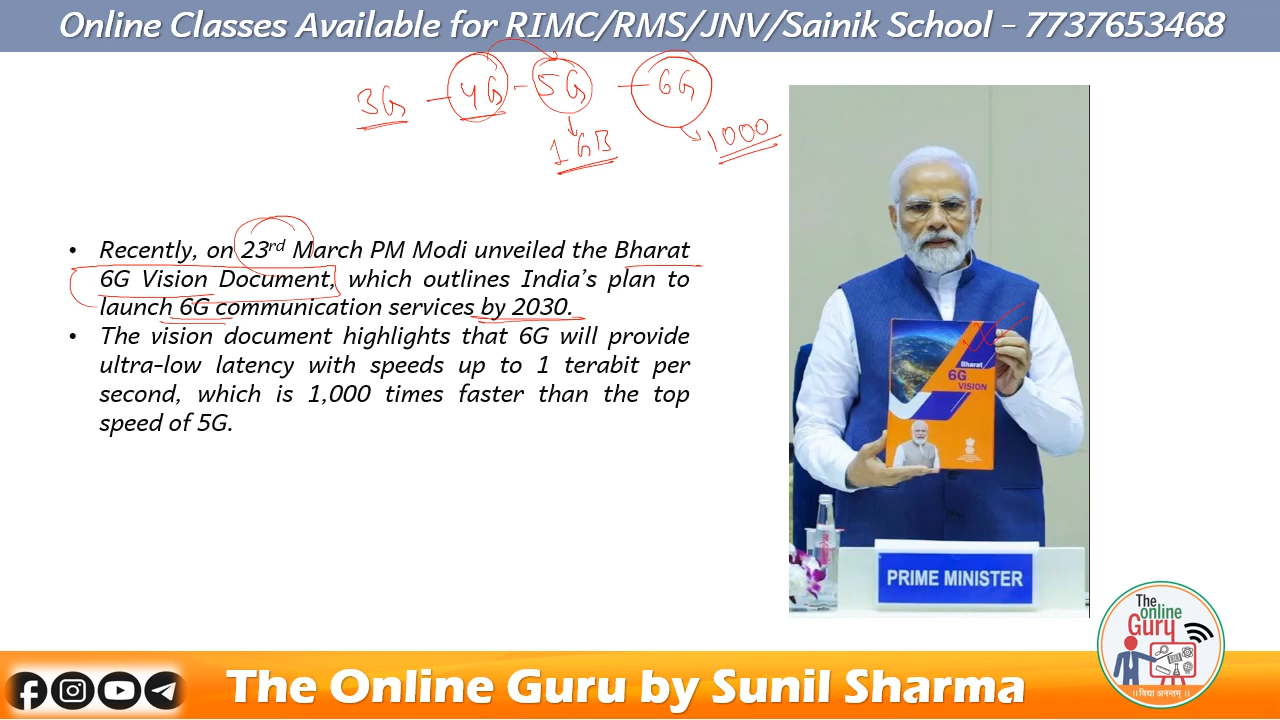 Online Classes Available for RIMC/RMS/JNV/Sainik School – 7737653468
3G – 4G – 5G – 6G
1 GB
1000
• Recently, on 23rd March PM Modi unveiled the Bharat
6G Vision Document, which outlines India's plan to
launch 6G communication services by 2030.
• The vision document highlights that 6G will provide
ultra-low latency with speeds up to 1 terabit per
second, which is 1,000 times faster than the top
speed of 5G.
Bharat
6G
VISION
PRIME MINISTER
The
online
Guru
।। विद्या अनन्तम् ।।
The Online Guru by Sunil Sharma